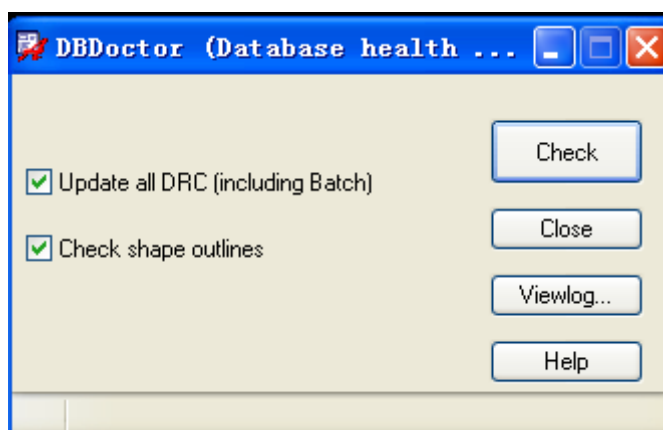 DBDoctor (Database health ...
Check
Update all DRC (including Batch)
Close
Check shape outlines
Viewlog...
Help